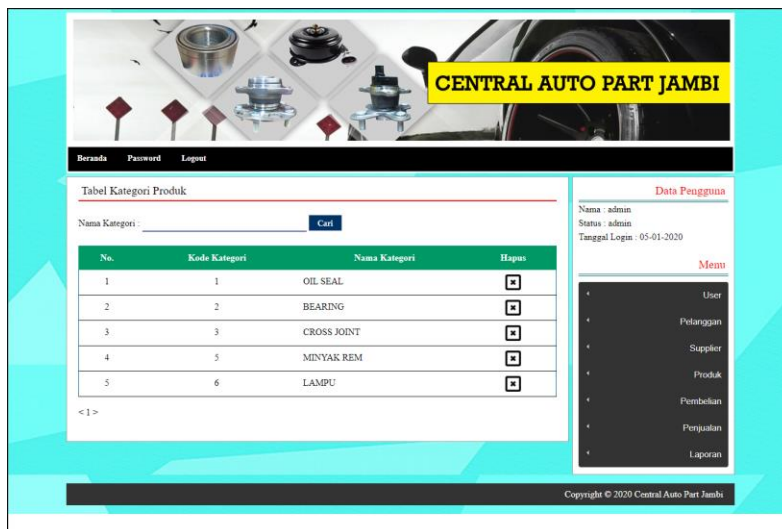 CENTRAL AUTO PART JAMBI
Beranda Password Logout
Tabel Kategori Produk
Nama Kategori : Cari
No. Kode Kategori Nama Kategori Hapus
1 1 OIL SEAL
2 2 BEARING
3 3 CROSS JOINT
4 5 MINYAK REM
5 6 LAMPU
< 1 >
Data Pengguna
Nama : admin
Status : admin
Tanggal Login : 05-01-2020
Menu
User
Pelanggan
Supplier
Produk
Pembelian
Penjualan
Laporan
Copyright © 2020 Central Auto Part Jambi